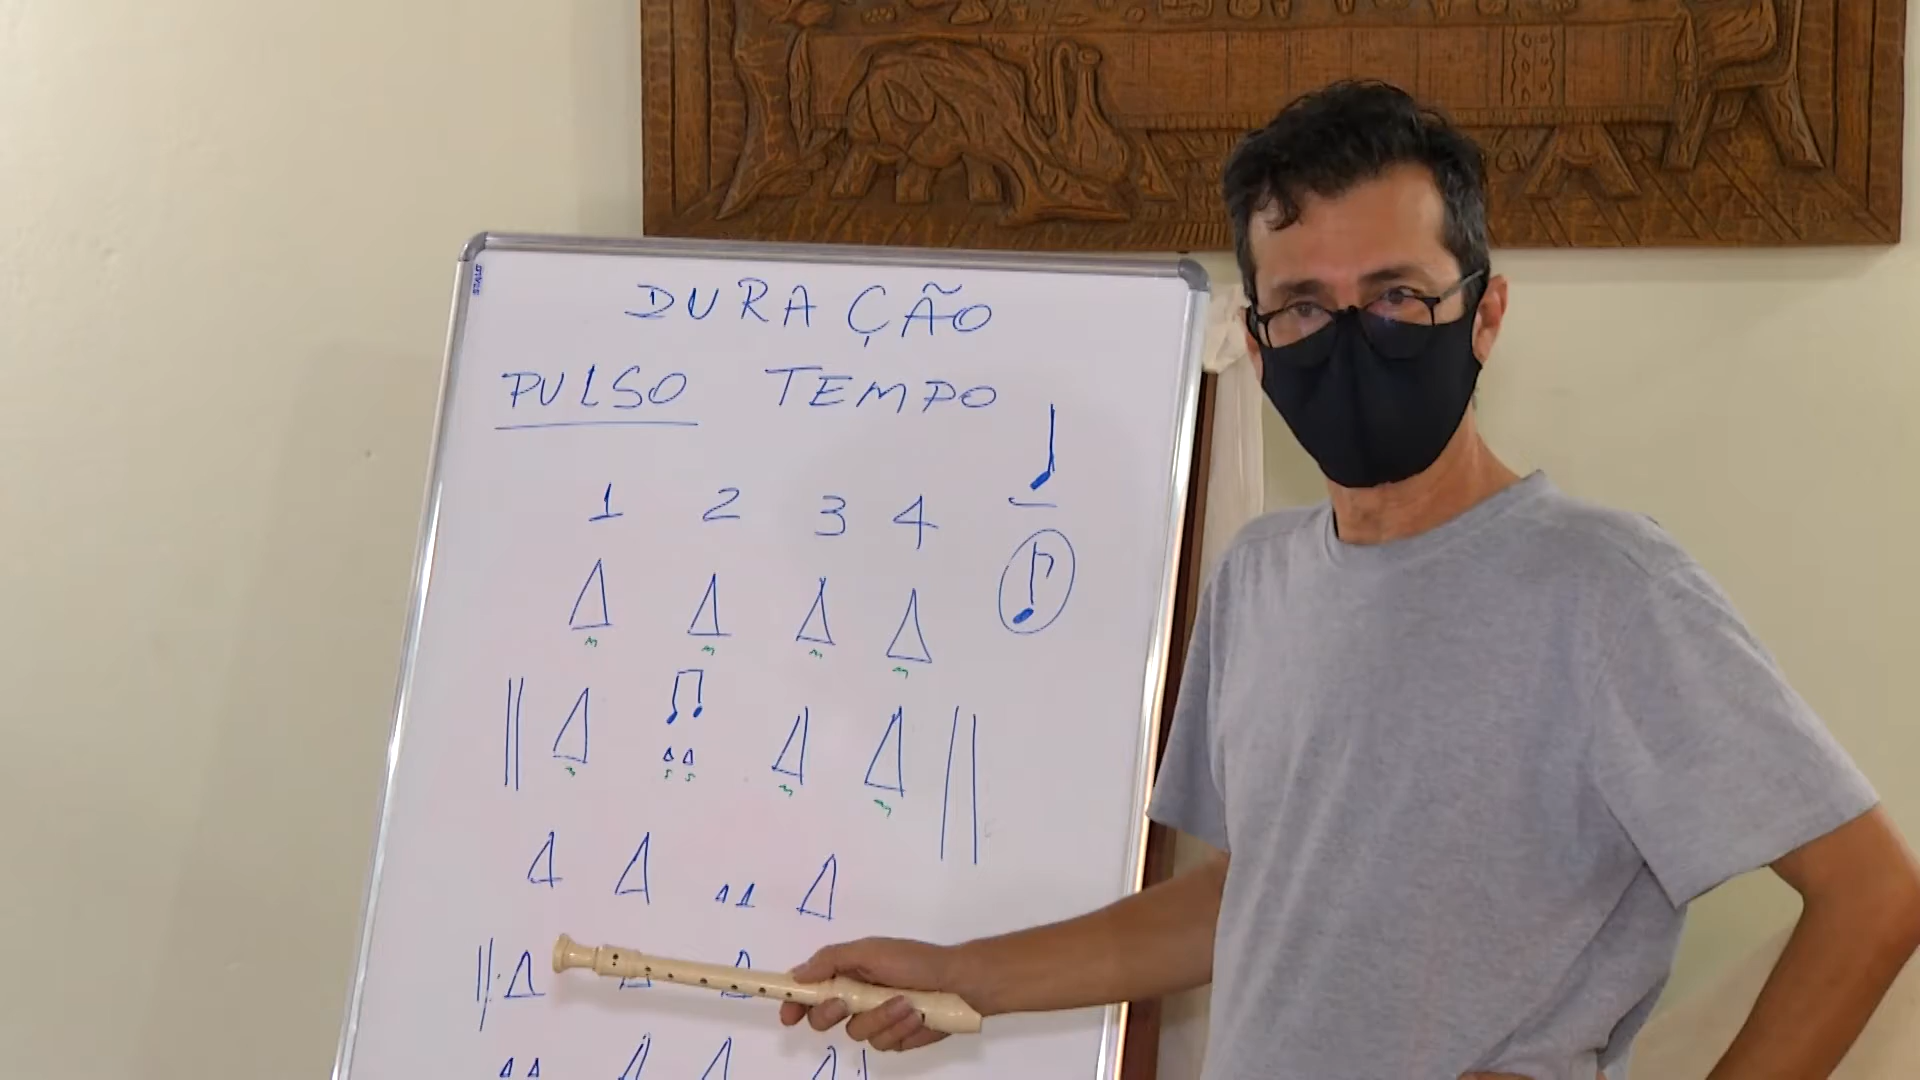 DURAÇÃO
PULSO TEMPO
1 2 3 4
m m m m
s s m m